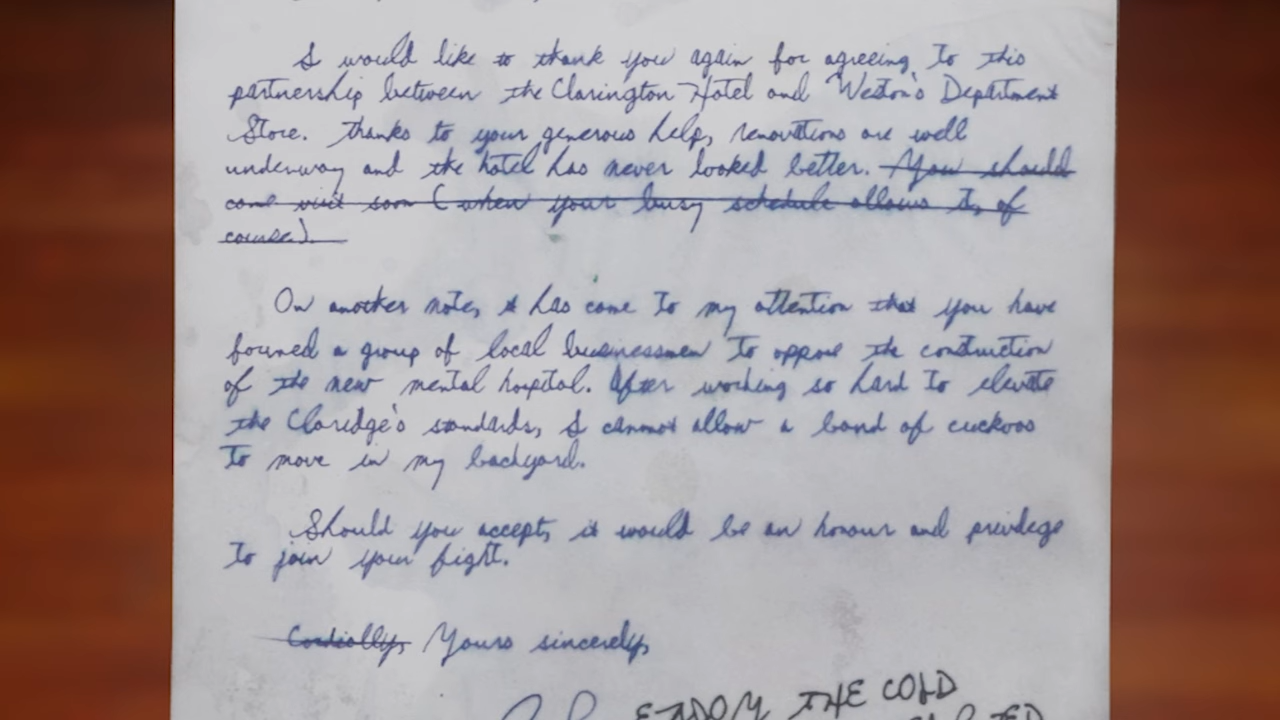 I would like to thank you again for agreeing to this
partnership between the Clarington Hotel and Weston's Department
Store. Thanks to your generous help, renovations are well
underway and the hotel has never looked better. You should
come visit soon (when your busy schedule allows it, of
course).
On another note, it has come to my attention that you have
formed a group of local businessmen to oppose the construction
of the new mental hospital. After working so hard to elevate
the Claridge's standards, I cannot allow a band of cuckoos
to move in my backyard.
Should you accept, it would be an honour and privilege
to join your fight.
Cordially, Yours sincerely,
ENJOY THE COLD